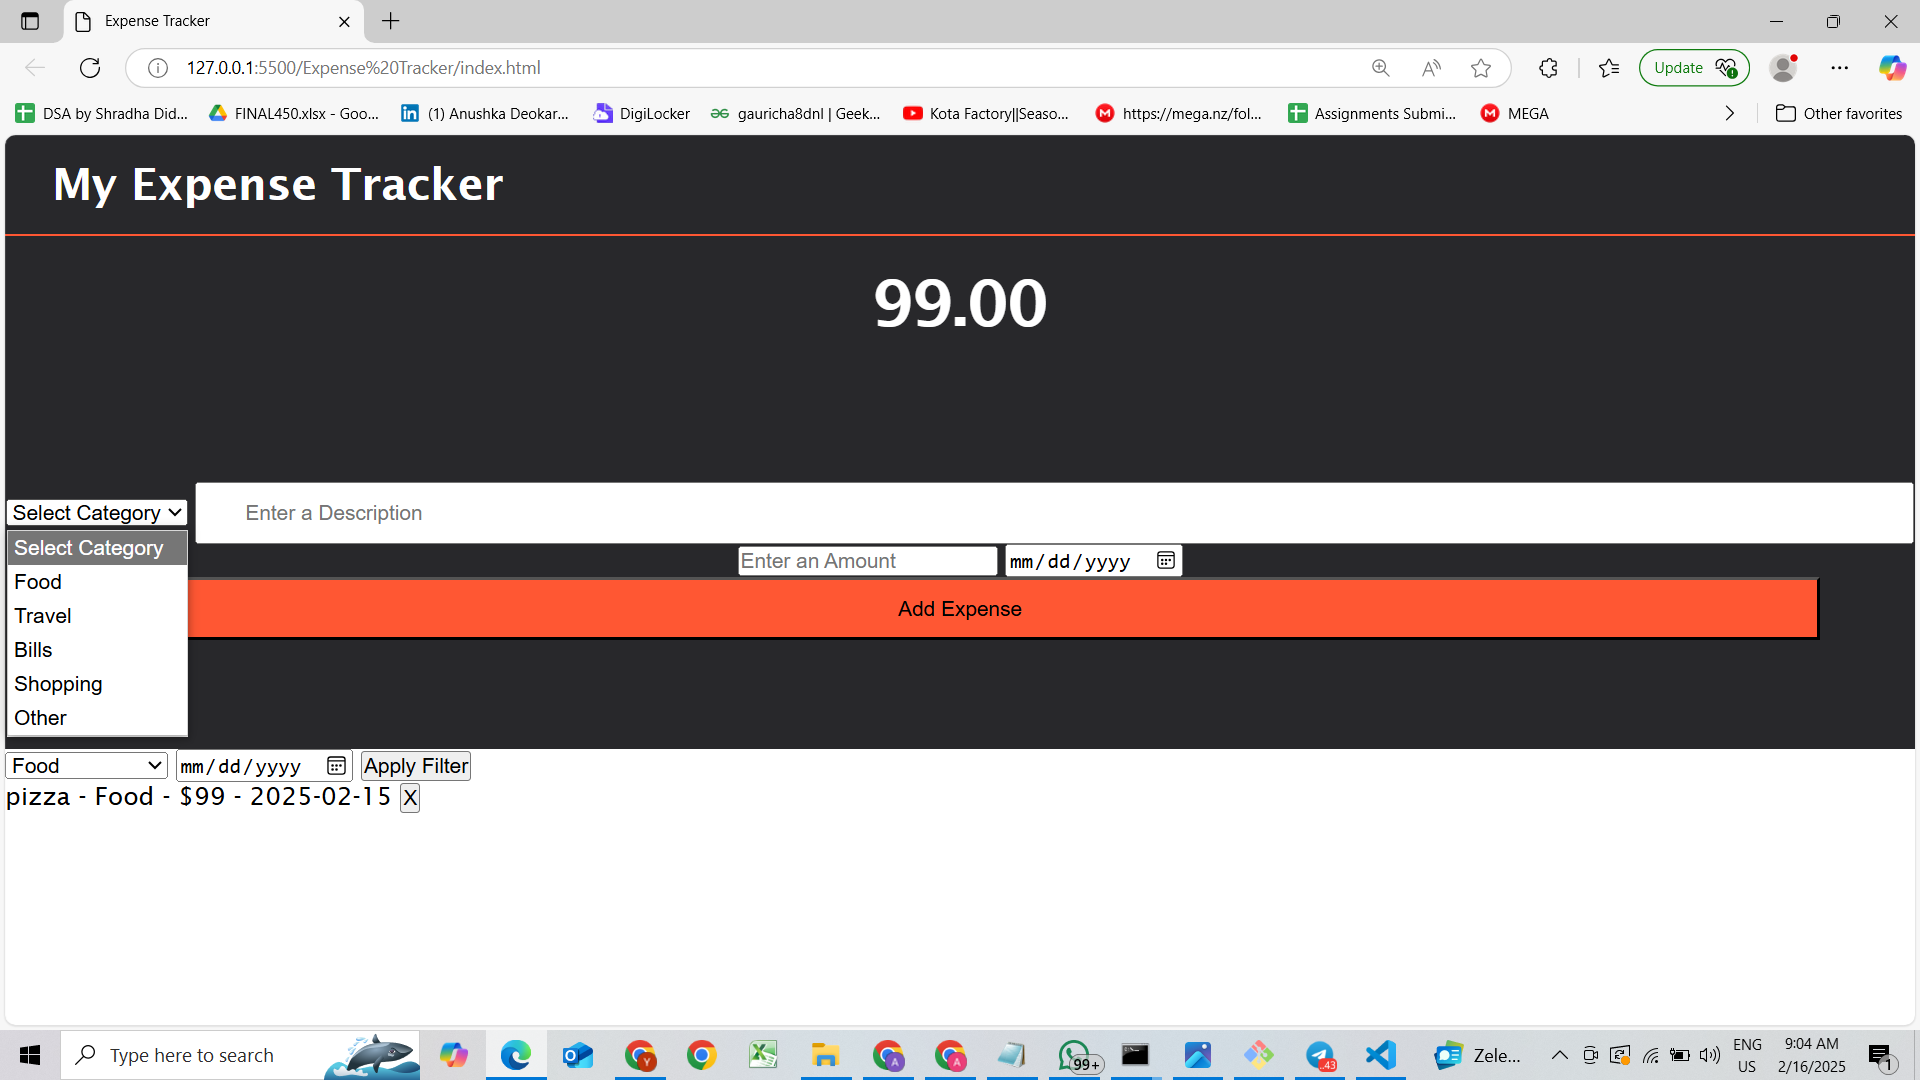 Expense Tracker
127.0.0.1:5500/Expense%20Tracker/index.html
Update
DSA by Shradha Did...
FINAL450.xlsx - Goo...
(1) Anushka Deokar...
DigiLocker
gauricha8dnl | Geek...
Kota Factory||Seaso...
https://mega.nz/fol...
Assignments Submi...
MEGA
Other favorites
My Expense Tracker
99.00
Select Category
Enter a Description
Select Category
Food
Travel
Bills
Shopping
Other
Enter an Amount
mm/dd/yyyy
Add Expense
Food
mm/dd/yyyy
Apply Filter
pizza - Food - $99 - 2025-02-15 X
Type here to search
99+
43
Zele...
ENG
US
9:04 AM
2/16/2025
1